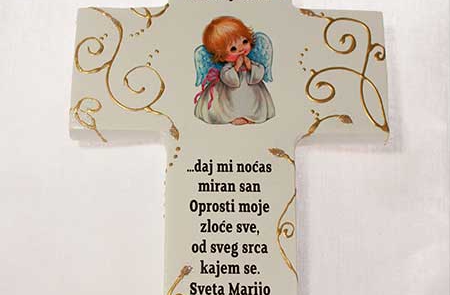 ...daj mi noćas
miran san
Oprosti moje
zloće sve,
od sveg srca
kajem se.
Sveta Marijo